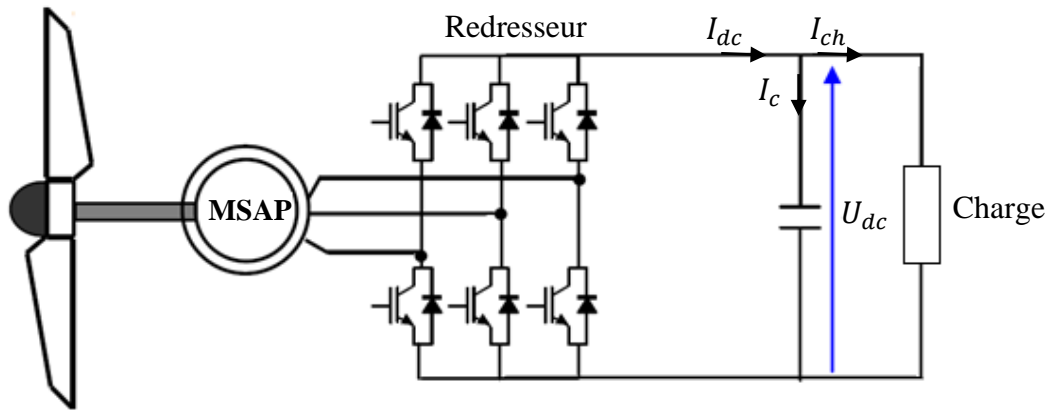 Redresseur
I_dc
I_ch
I_c
MSAP
U_dc
Charge